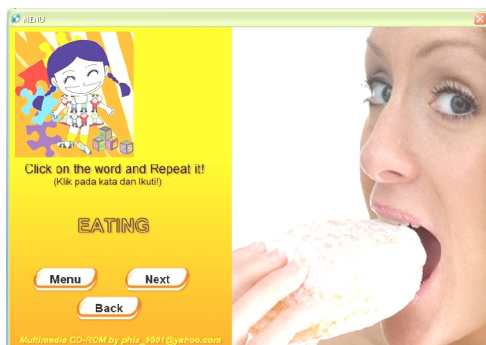 MENU
Click on the word and Repeat it!
(Klik pada kata dan Ikuti!)
EATING
Menu
Next
Back
Multimedia CD-ROM by phie_9801@yahoo.com